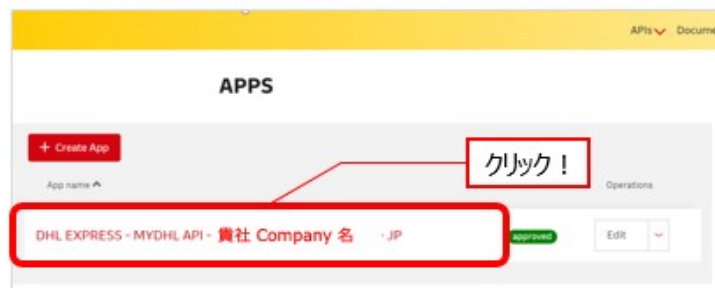 APIs Docume
APPS
+ Create App
クリック！
App name Operations
DHL EXPRESS - MYDHL API - 貴社 Company 名 - JP approved Edit